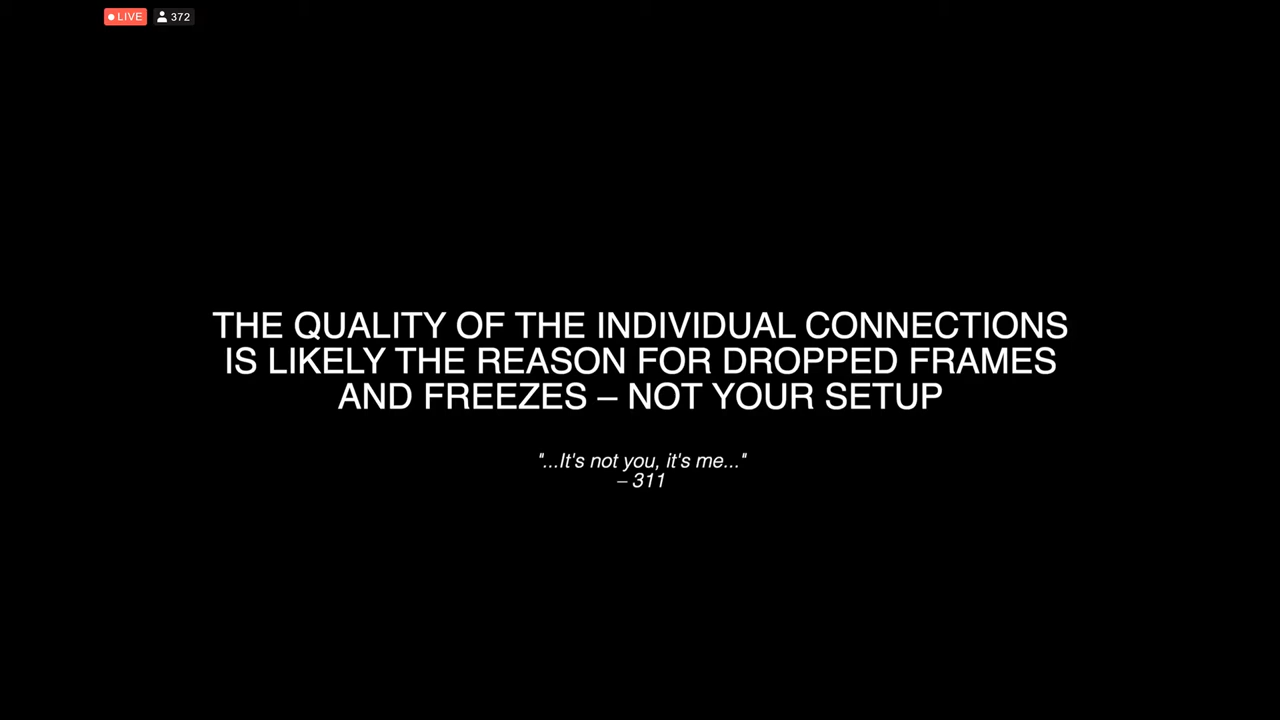 LIVE 372
THE QUALITY OF THE INDIVIDUAL CONNECTIONS
IS LIKELY THE REASON FOR DROPPED FRAMES
AND FREEZES – NOT YOUR SETUP
"...It's not you, it's me..."
– 311